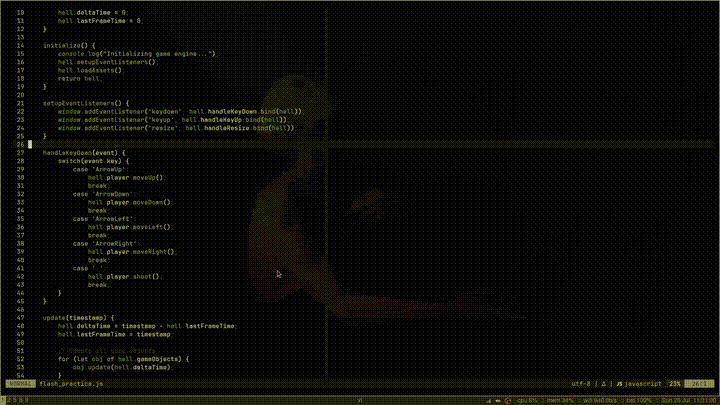 10 hell.deltaTime = 0;
11 hell.lastFrameTime = 0;
12 }
13
14 initialize() {
15 console.log("Initializing game engine...");
16 hell.setupEventListeners();
17 hell.loadAssets();
18 return hell;
19 }
20
21 setupEventListeners() {
22 window.addEventListener("keydown", hell.handleKeyDown.bind(hell));
23 window.addEventListener("keyup", hell.handleKeyUp.bind(hell));
24 window.addEventListener("resize", hell.handleResize.bind(hell));
25 }
26
27 handleKeyDown(event) {
28 switch(event.key) {
29 case 'ArrowUp':
30 hell.player.moveUp();
31 break;
32 case 'ArrowDown':
33 hell.player.moveDown();
34 break;
35 case 'ArrowLeft':
36 hell.player.moveLeft();
37 break;
38 case 'ArrowRight':
39 hell.player.moveRight();
40 break;
41 case ' ':
42 hell.player.shoot();
43 break;
44 }
45 }
46
47 update(timestamp) {
48 hell.deltaTime = timestamp - hell.lastFrameTime;
49 hell.lastFrameTime = timestamp;
50
51 // Update all game objects
52 for (let obj of hell.gameObjects) {
53 obj.update(hell.deltaTime);
54 }
NORMAL flash_practice.js utf-8 | Δ | JS javascript 23% 26:1
vi cpu 6% mem 34% wifi bat 100% Sun 20 Jul